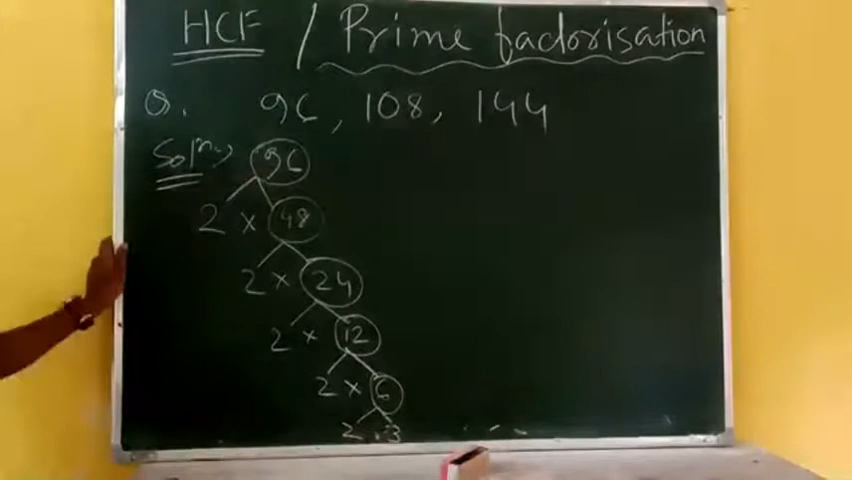 HCF / Prime factorisation
Q. 96, 108, 144
Soln, 96
2 × 48
2 × 24
2 × 12
2 × 6
2 × 3